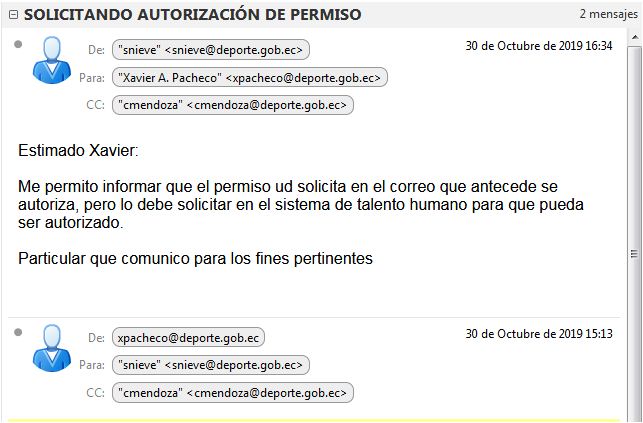 SOLICITANDO AUTORIZACIÓN DE PERMISO
2 mensajes
De: "snieve" <snieve@deporte.gob.ec>
30 de Octubre de 2019 16:34
Para: "Xavier A. Pacheco" <xpacheco@deporte.gob.ec>
CC: "cmendoza" <cmendoza@deporte.gob.ec>
Estimado Xavier:
Me permito informar que el permiso ud solicita en el correo que antecede se
autoriza, pero lo debe solicitar en el sistema de talento humano para que pueda
ser autorizado.
Particular que comunico para los fines pertinentes
De: xpacheco@deporte.gob.ec
30 de Octubre de 2019 15:13
Para: "snieve" <snieve@deporte.gob.ec>
CC: "cmendoza" <cmendoza@deporte.gob.ec>